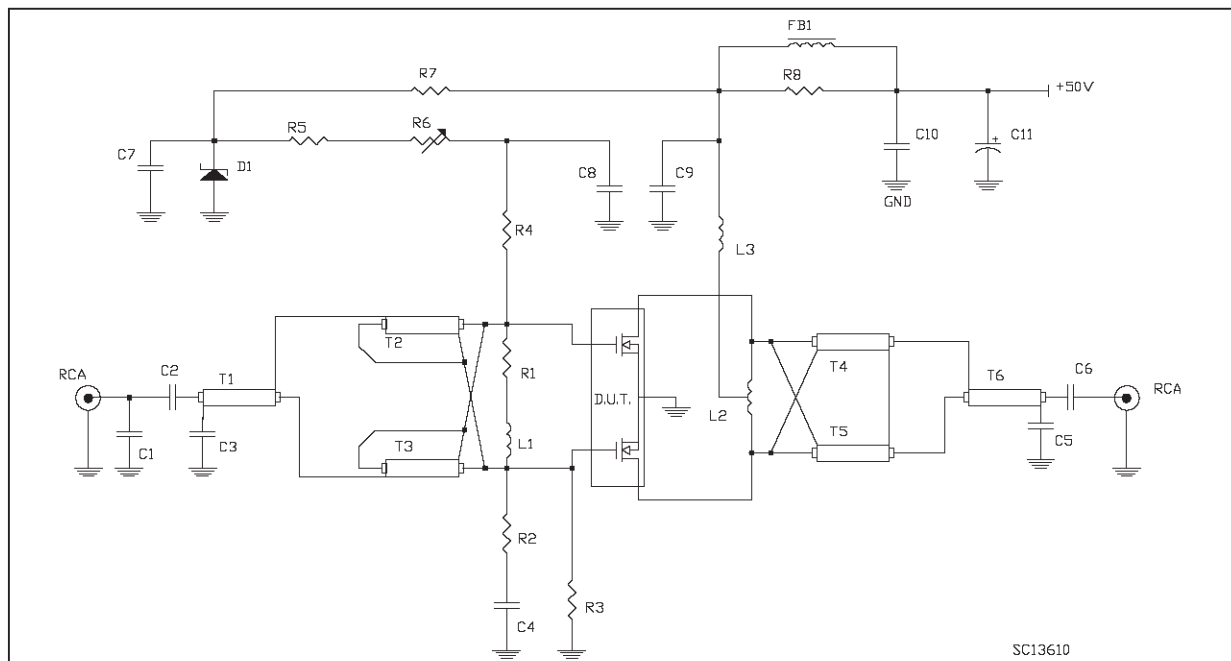 FB1
R7
R8
+50V
R5
R6
C7
D1
C8
C9
C10
C11
+
GND
R4
L3
T2
RCA
C2
T1
R1
D.U.T.
T4
T6
C6
RCA
L2
C1
C3
T3
L1
T5
C5
R2
R3
C4
SC13610